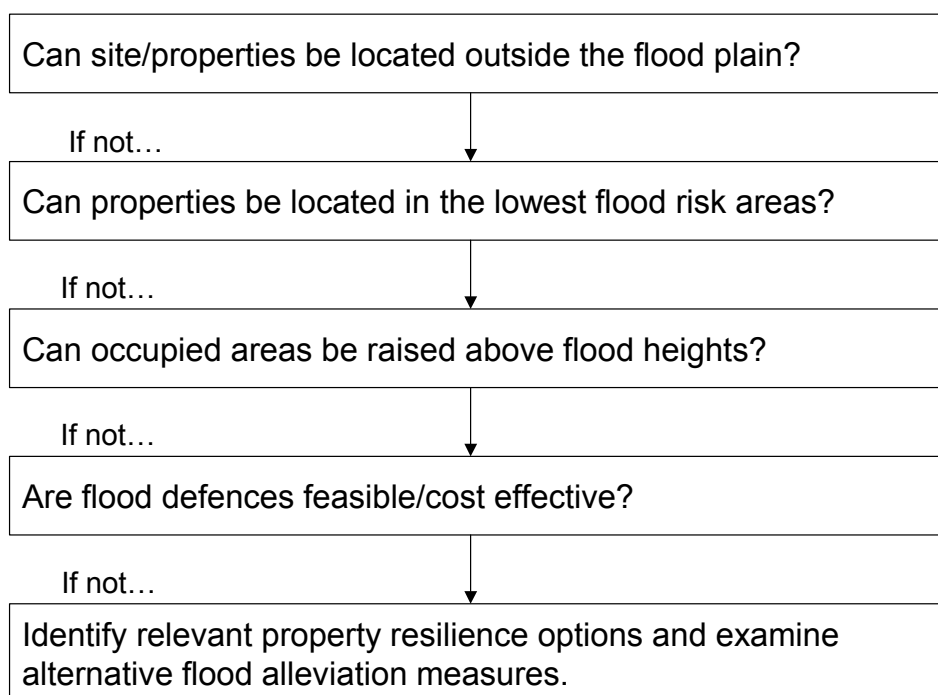 Can site/properties be located outside the flood plain?
If not…
Can properties be located in the lowest flood risk areas?
If not…
Can occupied areas be raised above flood heights?
If not…
Are flood defences feasible/cost effective?
If not…
Identify relevant property resilience options and examine
alternative flood alleviation measures.